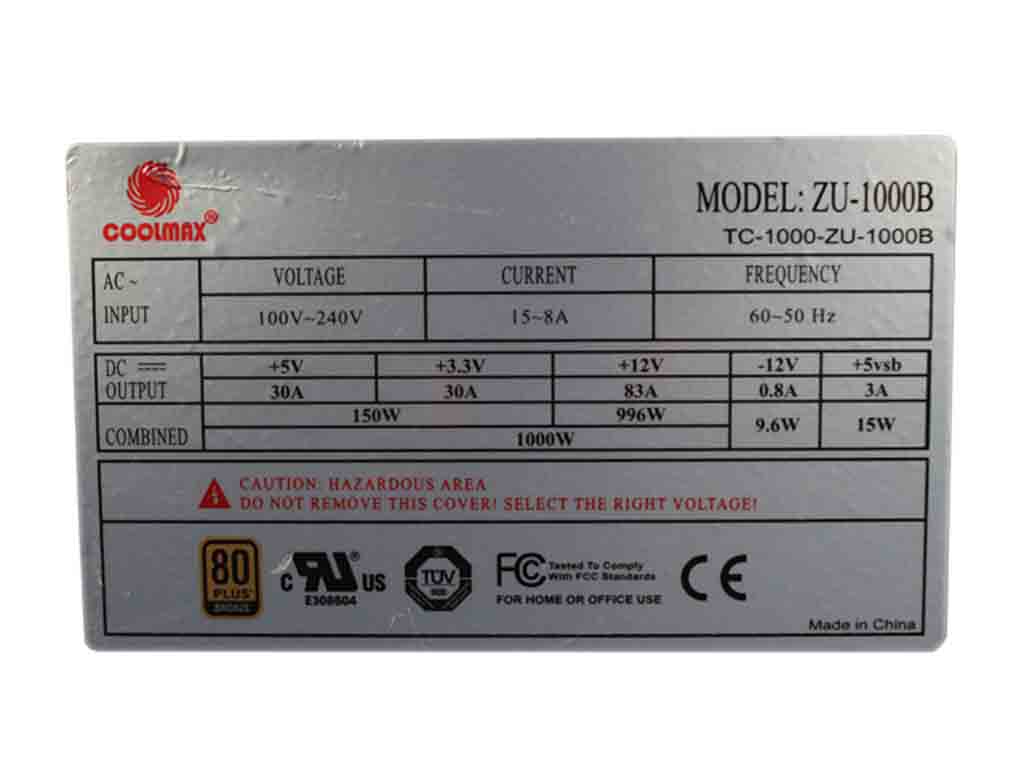 COOLMAX®
MODEL: ZU-1000B
TC-1000-ZU-1000B
AC ~ INPUT VOLTAGE CURRENT FREQUENCY
100V~240V 15~8A 60~50 Hz
DC OUTPUT +5V +3.3V +12V -12V +5vsb
30A 30A 83A 0.8A 3A
COMBINED 150W 996W 9.6W 15W
1000W
CAUTION: HAZARDOUS AREA
DO NOT REMOVE THIS COVER! SELECT THE RIGHT VOLTAGE!
80 PLUS BRONZE
c RU® US
E308604
TÜV
FC Tested To Comply
With FCC Standards
FOR HOME OR OFFICE USE
CE
Made in China